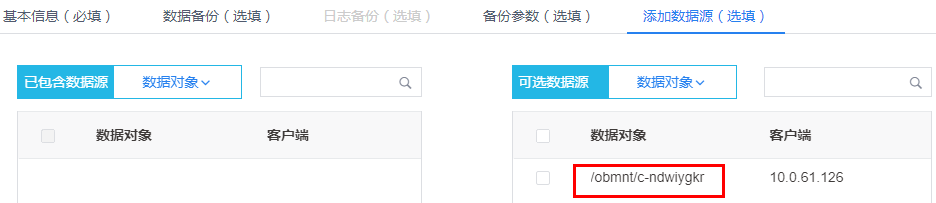 基本信息（必填） 数据备份（选填） 日志备份（选填） 备份参数（选填） 添加数据源（选填）
已包含数据源 数据对象 可选数据源 数据对象
数据对象 客户端 数据对象 客户端
/obmnt/c-ndwiygkr 10.0.61.126